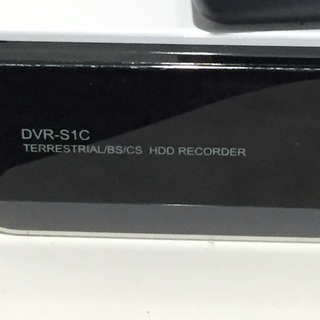 DVR-S1C
TERRESTRIAL/BS/CS HDD RECORDER